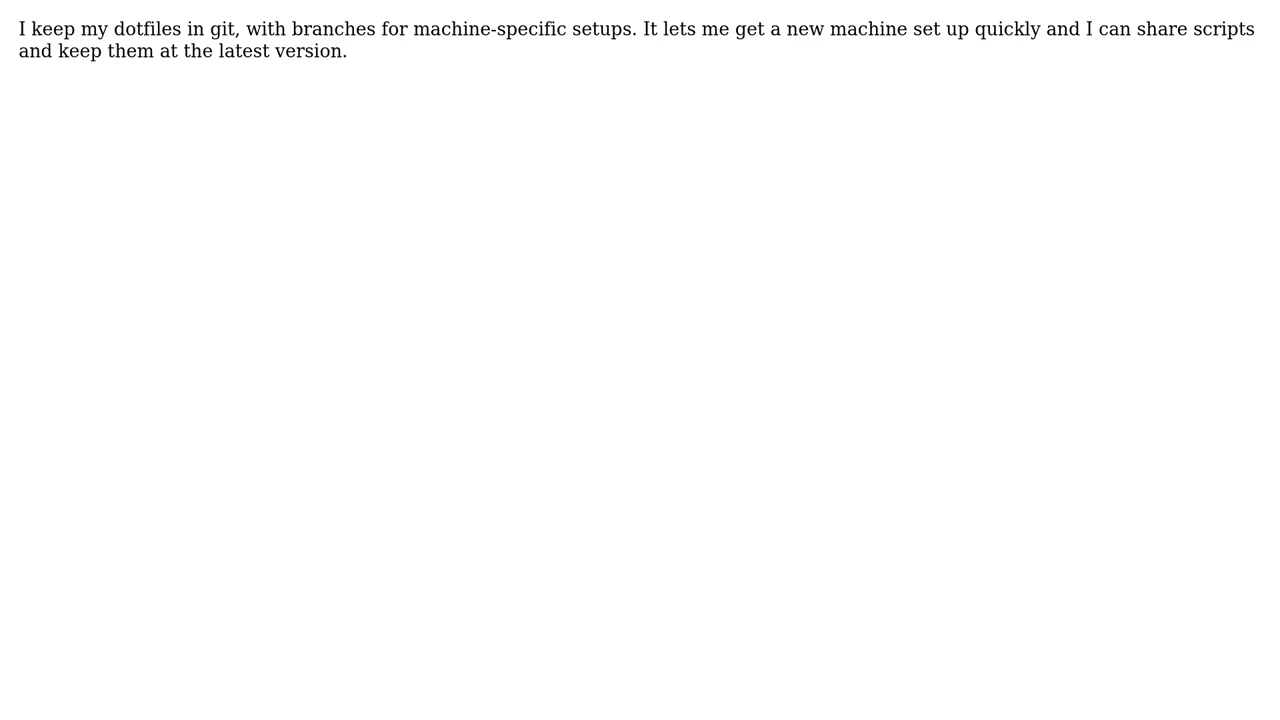 I keep my dotfiles in git, with branches for machine-specific setups. It lets me get a new machine set up quickly and I can share scripts
and keep them at the latest version.